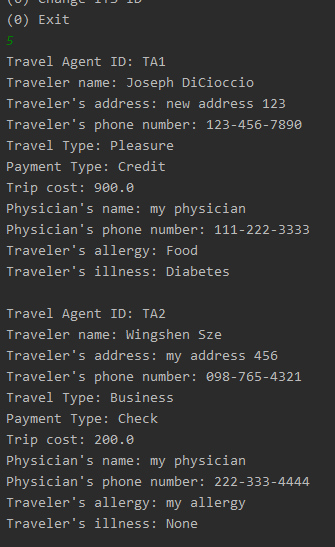 (0) Exit
5
Travel Agent ID: TA1
Traveler name: Joseph DiCioccio
Traveler's address: new address 123
Traveler's phone number: 123-456-7890
Travel Type: Pleasure
Payment Type: Credit
Trip cost: 900.0
Physician's name: my physician
Physician's phone number: 111-222-3333
Traveler's allergy: Food
Traveler's illness: Diabetes
Travel Agent ID: TA2
Traveler name: Wingshen Sze
Traveler's address: my address 456
Traveler's phone number: 098-765-4321
Travel Type: Business
Payment Type: Check
Trip cost: 200.0
Physician's name: my physician
Physician's phone number: 222-333-4444
Traveler's allergy: my allergy
Traveler's illness: None